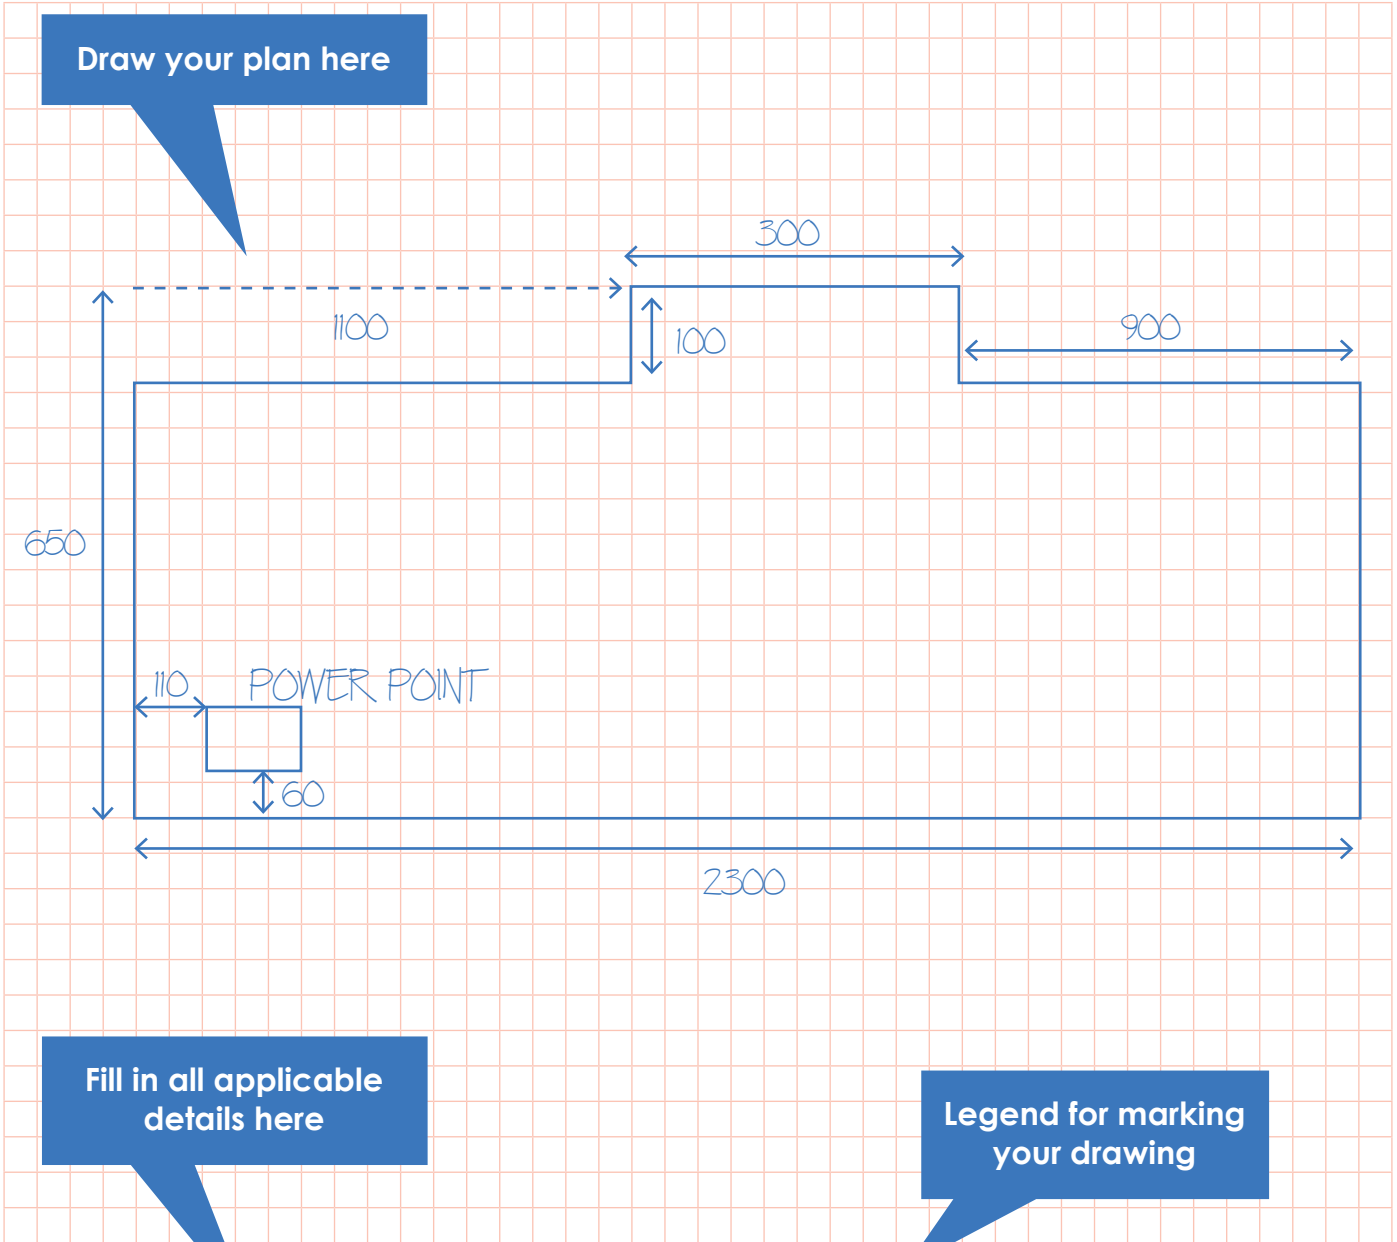 Draw your plan here
300
1100
100
900
650
110
POWER POINT
60
2300
Fill in all applicable
details here
Legend for marking
your drawing